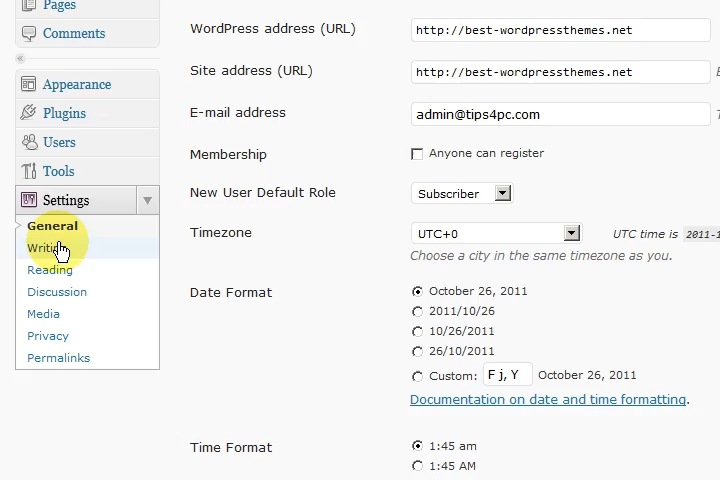 Pages
Comments
Appearance
Plugins
Users
Tools
Settings
General
Reading
Discussion
Media
Privacy
Permalinks
WordPress address (URL) http://best-wordpressthemes.net
Site address (URL) http://best-wordpressthemes.net
E-mail address admin@tips4pc.com
Membership Anyone can register
New User Default Role Subscriber
Timezone UTC+0 UTC time is 2011-1
Choose a city in the same timezone as you.
Date Format October 26, 2011
2011/10/26
10/26/2011
26/10/2011
Custom: F j, Y October 26, 2011
Documentation on date and time formatting.
Time Format 1:45 am
1:45 AM